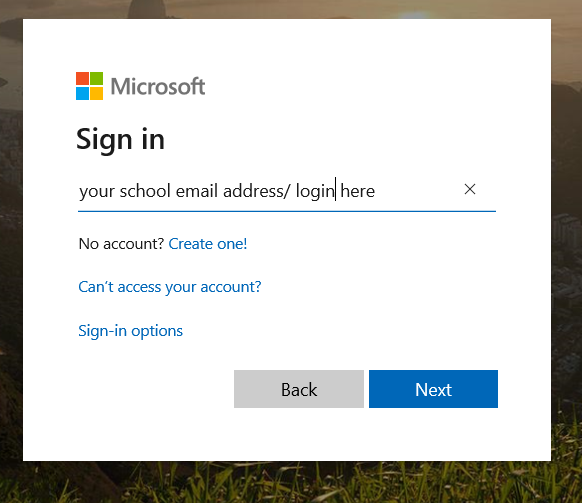 Microsoft
Sign in
your school email address/ login here
No account? Create one!
Can't access your account?
Sign-in options
Back Next